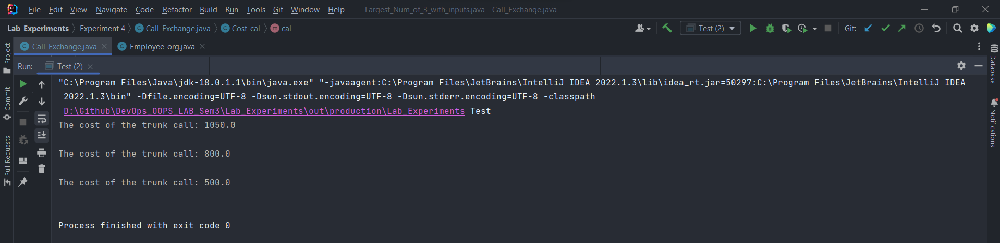 File Edit View Navigate Code Refactor Build Run Tools Git Window Help Largest_Num_of_3_with_inputs.java - Call_Exchange.java
Lab_Experiments Experiment 4 Call_Exchange.java Cost_cal cal Test (2) Git:
Call_Exchange.java Employee_org.java
Run: Test (2)
"C:\Program Files\Java\jdk-18.0.1.1\bin\java.exe" "-javaagent:C:\Program Files\JetBrains\IntelliJ IDEA 2022.1.3\lib\idea_rt.jar=50297:C:\Program Files\JetBrains\IntelliJ IDEA
2022.1.3\bin" -Dfile.encoding=UTF-8 -Dsun.stdout.encoding=UTF-8 -Dsun.stderr.encoding=UTF-8 -classpath
D:\Github\DevOps_OOPS_LAB_Sem3\Lab_Experiments\out\production\Lab_Experiments Test
The cost of the trunk call: 1050.0
The cost of the trunk call: 800.0
The cost of the trunk call: 500.0
Process finished with exit code 0
Project
Commit
Pull Requests
Database
Notifications